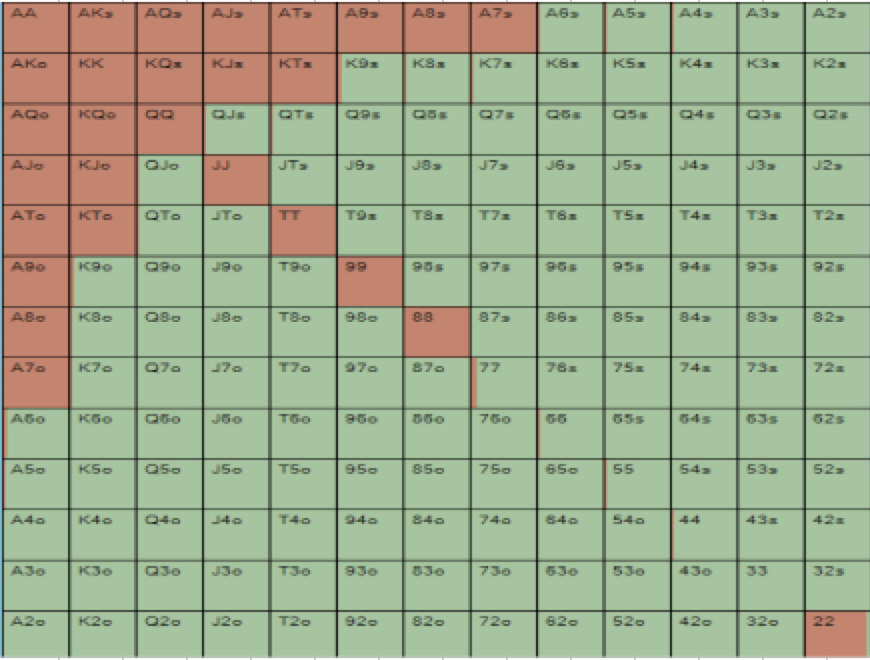 AA AKs AQs AJs ATs A9s A8s A7s A6s A5s A4s A3s A2s
AKo KK KQs KJs KTs K9s K8s K7s K6s K5s K4s K3s K2s
AQo KQo QQ QJs QTs Q9s Q8s Q7s Q6s Q5s Q4s Q3s Q2s
AJo KJo QJo JJ JTs J9s J8s J7s J6s J5s J4s J3s J2s
ATo KTo QTo JTo TT T9s T8s T7s T6s T5s T4s T3s T2s
A9o K9o Q9o J9o T9o 99 98s 97s 96s 95s 94s 93s 92s
A8o K8o Q8o J8o T8o 98o 88 87s 86s 85s 84s 83s 82s
A7o K7o Q7o J7o T7o 97o 87o 77 76s 75s 74s 73s 72s
A6o K6o Q6o J6o T6o 96o 86o 76o 66 65s 64s 63s 62s
A5o K5o Q5o J5o T5o 95o 85o 75o 65o 55 54s 53s 52s
A4o K4o Q4o J4o T4o 94o 84o 74o 64o 54o 44 43s 42s
A3o K3o Q3o J3o T3o 93o 83o 73o 63o 53o 43o 33 32s
A2o K2o Q2o J2o T2o 92o 82o 72o 62o 52o 42o 32o 22